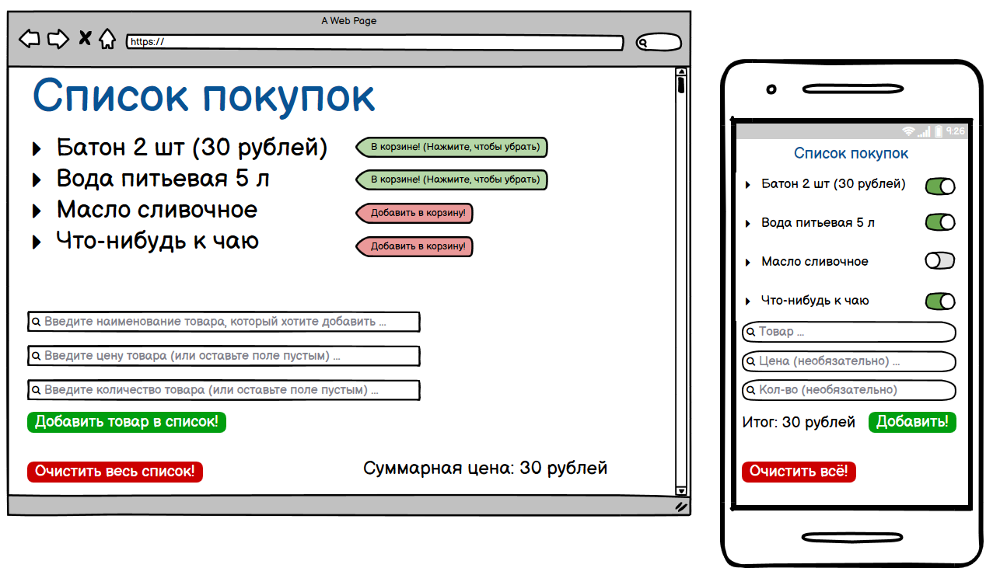 A Web Page
https://
Список покупок
Батон 2 шт (30 рублей)
В корзине! (Нажмите, чтобы убрать)
Вода питьевая 5 л
В корзине! (Нажмите, чтобы убрать)
Масло сливочное
Добавить в корзину!
Что-нибудь к чаю
Добавить в корзину!
Введите наименование товара, который хотите добавить ...
Введите цену товара (или оставьте поле пустым) ...
Введите количество товара (или оставьте поле пустым) ...
Добавить товар в список!
Очистить весь список!
Суммарная цена: 30 рублей
9:26
Список покупок
Батон 2 шт (30 рублей)
Вода питьевая 5 л
Масло сливочное
Что-нибудь к чаю
Товар ...
Цена (необязательно) ...
Кол-во (необязательно)
Итог: 30 рублей
Добавить!
Очистить всё!